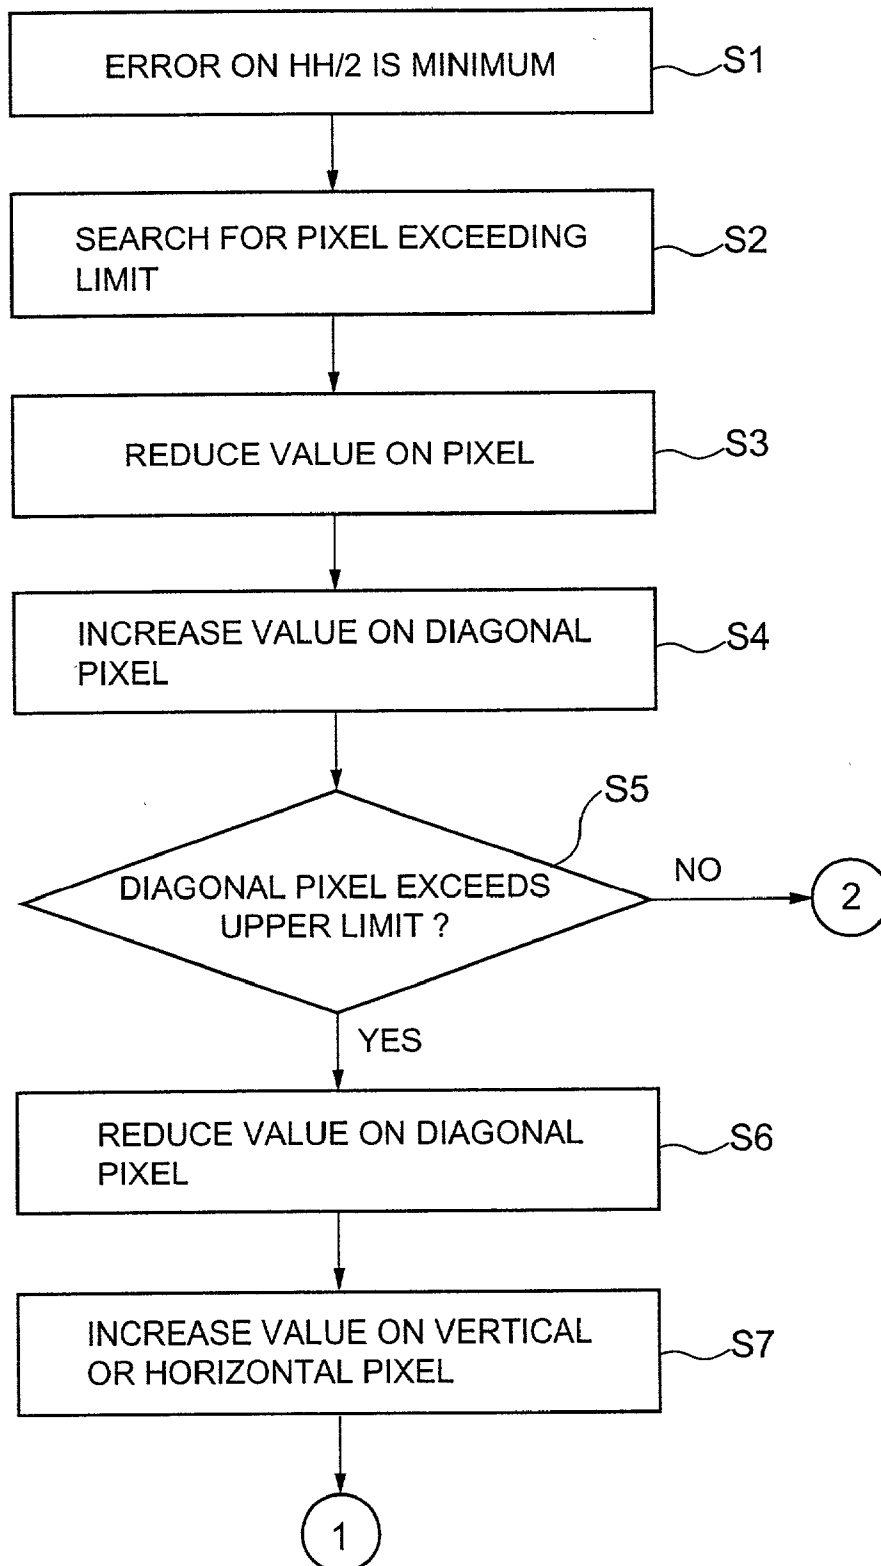 ERROR ON HH/2 IS MINIMUM
S1
SEARCH FOR PIXEL EXCEEDING
LIMIT
S2
REDUCE VALUE ON PIXEL
S3
INCREASE VALUE ON DIAGONAL
PIXEL
S4
S5
DIAGONAL PIXEL EXCEEDS
UPPER LIMIT ?
NO
2
YES
REDUCE VALUE ON DIAGONAL
PIXEL
S6
INCREASE VALUE ON VERTICAL
OR HORIZONTAL PIXEL
S7
1